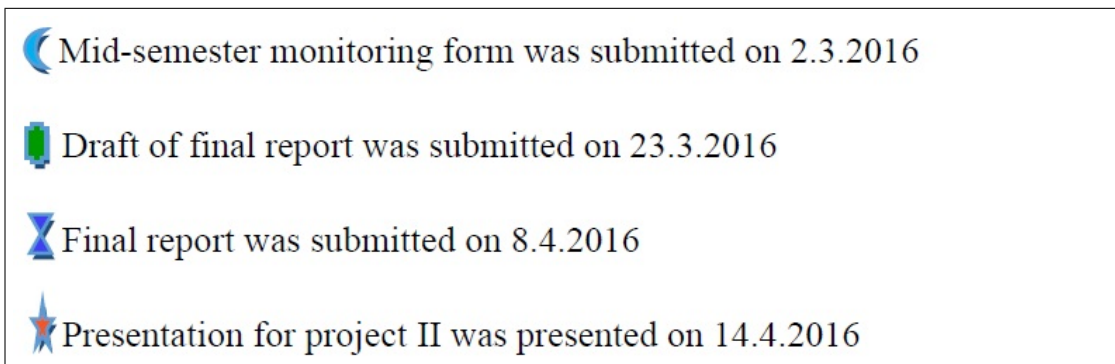 Mid-semester monitoring form was submitted on 2.3.2016
Draft of final report was submitted on 23.3.2016
Final report was submitted on 8.4.2016
Presentation for project II was presented on 14.4.2016